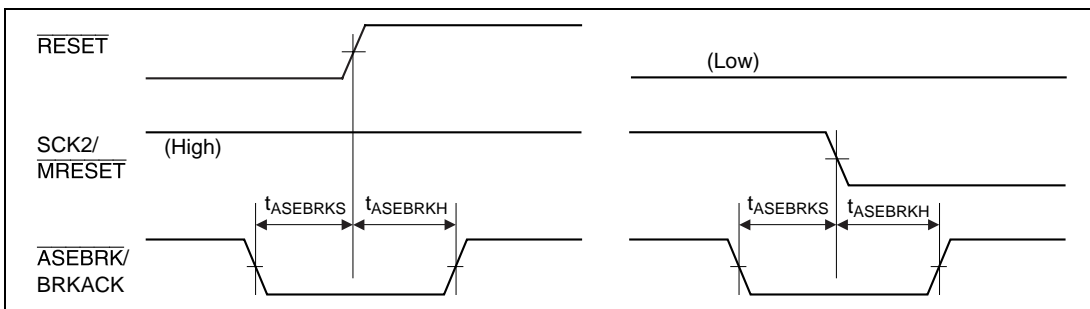 RESET
(Low)
SCK2/
MRESET
(High)
tASEBRKS
tASEBRKH
tASEBRKS
tASEBRKH
ASEBRK/
BRKACK